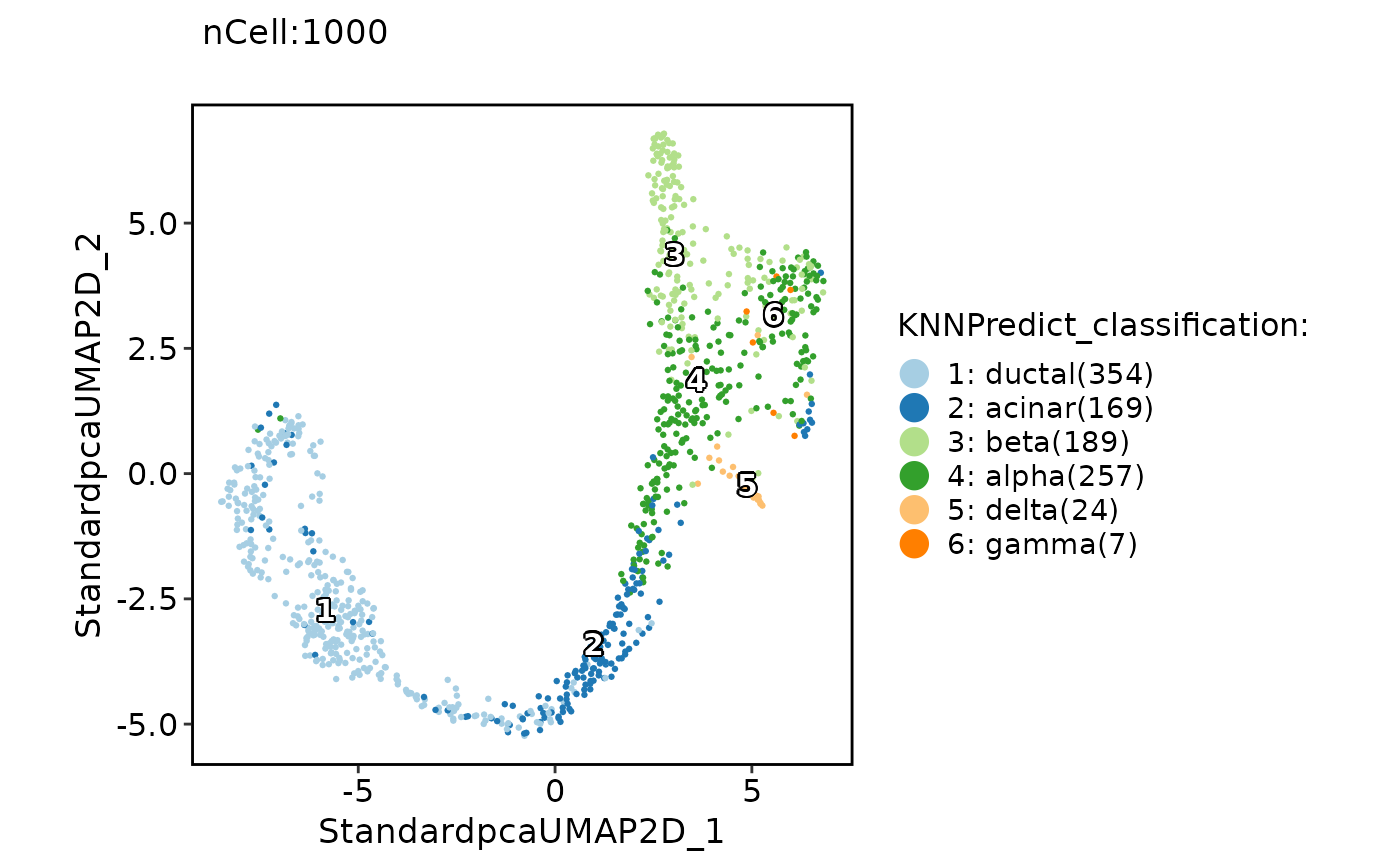 nCell:1000
StandardpcaUMAP2D_2
5.0
2.5
0.0
-2.5
-5.0
3
6
4
5
1
2
-5
0
5
StandardpcaUMAP2D_1
KNNPredict_classification:
1: ductal(354)
2: acinar(169)
3: beta(189)
4: alpha(257)
5: delta(24)
6: gamma(7)